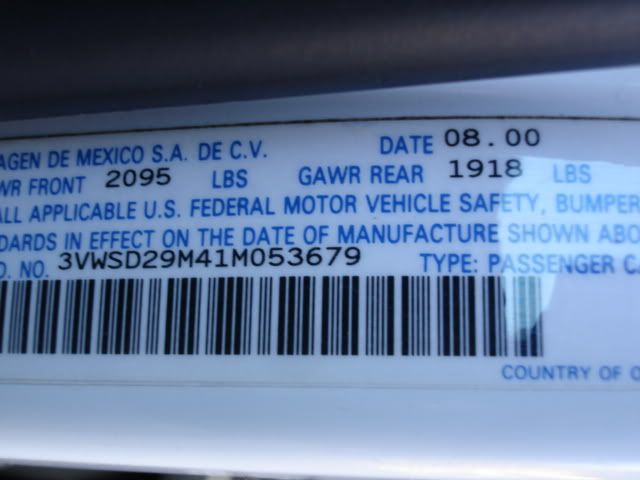 AGEN DE MEXICO S.A. DE C.V. DATE 08.00
WR FRONT 2095 LBS GAWR REAR 1918 LBS
ALL APPLICABLE U.S. FEDERAL MOTOR VEHICLE SAFETY, BUMPER
DARDS IN EFFECT ON THE DATE OF MANUFACTURE SHOWN ABO
D. NO. 3VWSD29M41M053679 TYPE: PASSENGER CA
COUNTRY OF O